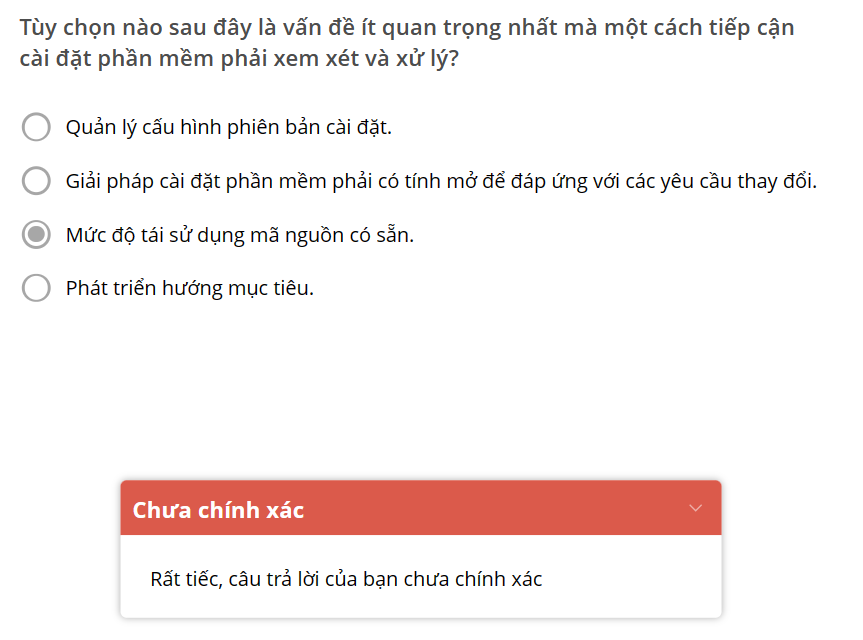 Tùy chọn nào sau đây là vấn đề ít quan trọng nhất mà một cách tiếp cận
cài đặt phần mềm phải xem xét và xử lý?
Quản lý cấu hình phiên bản cài đặt.
Giải pháp cài đặt phần mềm phải có tính mở để đáp ứng với các yêu cầu thay đổi.
Mức độ tái sử dụng mã nguồn có sẵn.
Phát triển hướng mục tiêu.
Chưa chính xác
Rất tiếc, câu trả lời của bạn chưa chính xác